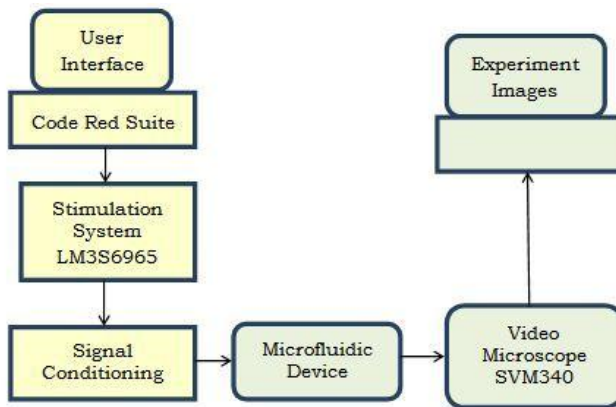 User
Interface
Code Red Suite
Stimulation
System
LM3S6965
Signal
Conditioning
Microfluidic
Device
Video
Microscope
SVM340
Experiment
Images